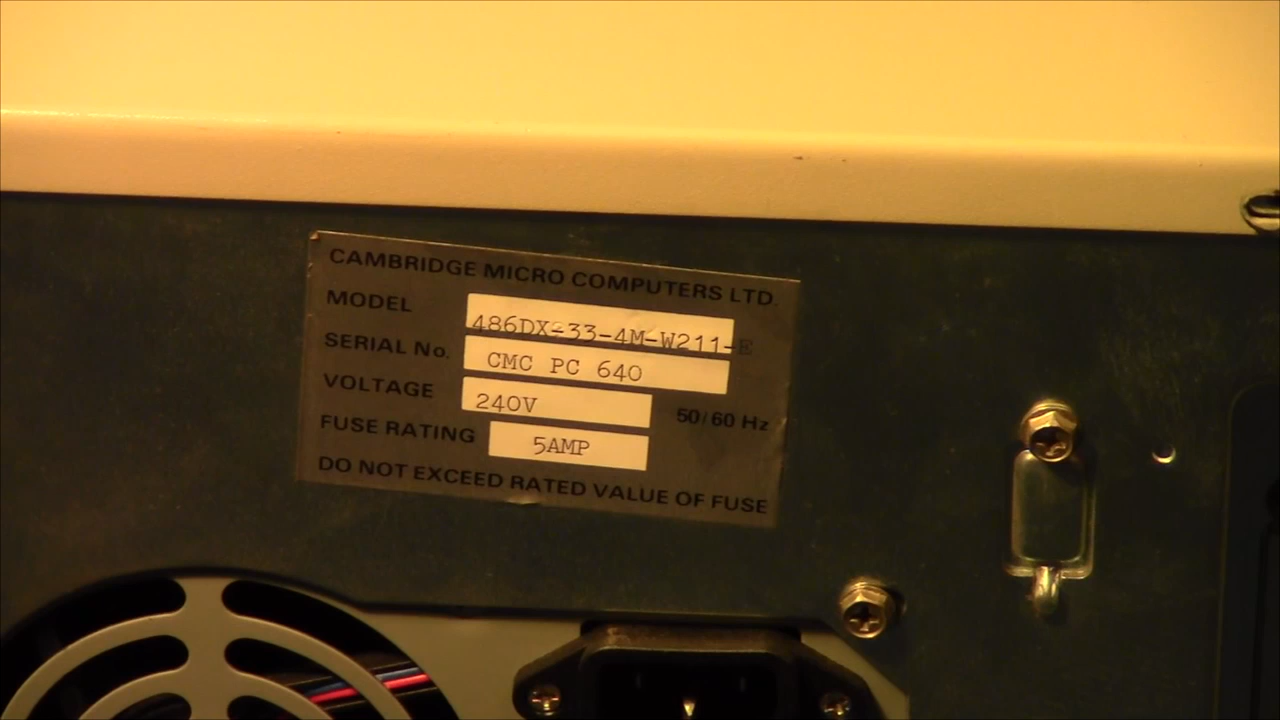 CAMBRIDGE MICRO COMPUTERS LTD.
MODEL 486DX-33-4M-W211-E
SERIAL No. CMC PC 640
VOLTAGE 240V 50/60 Hz
FUSE RATING 5AMP
DO NOT EXCEED RATED VALUE OF FUSE